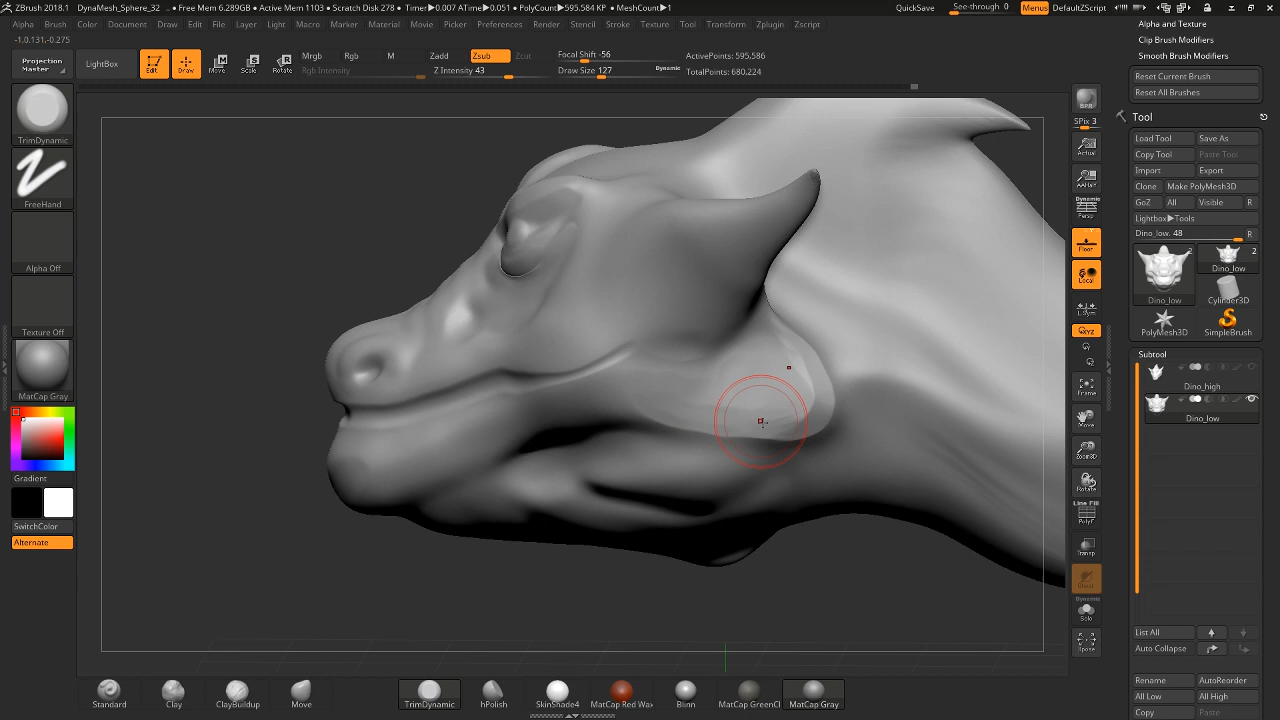 ZBrush 2018.1 DynaMesh_Sphere_32 • Free Mem 6.289GB • Active Mem 1103 • Scratch Disk 278 • Timer▶0.007 ATime▶0.051 • PolyCount▶595.584 KP • MeshCount▶1 QuickSave See-through 0 Menus DefaultZScript
Alpha Brush Color Document Draw Edit File Layer Light Macro Marker Material Movie Picker Preferences Render Stencil Stroke Texture Tool Transform Zplugin Zscript
-1.0.131,-0.275
Projection Master
LightBox
Edit Draw Move Scale Rotate
Mrgb Rgb M Zadd Zsub Zcut
Rgb Intensity Z Intensity 43
Focal Shift -56
Draw Size 127 Dynamic
ActivePoints: 595,586
TotalPoints: 680,224
TrimDynamic
FreeHand
Alpha Off
Texture Off
MatCap Gray
Gradient
SwitchColor
Alternate
BPR
SPix 3
Actual
AAHalf
Dynamic
Persp
Floor
Local
L.Sym
XYZ
Frame
Move
Zoom3D
Rotate
Line Fill
PolyF
Transp
Ghost
Dynamic
Solo
Xpose
Alpha and Texture
Clip Brush Modifiers
Smooth Brush Modifiers
Reset Current Brush
Reset All Brushes
Tool
Load Tool Save As
Copy Tool Paste Tool
Import Export
Clone Make PolyMesh3D
GoZ All Visible R
Lightbox▶Tools
Dino_low. 48 R
2 2
Dino_low Dino_low
Cylinder3D
PolyMesh3D SimpleBrush
Subtool
Dino_high
Dino_low
List All
Auto Collapse
Rename AutoReorder
All Low All High
Copy Paste
Standard Clay ClayBuildup Move TrimDynamic hPolish SkinShade4 MatCap Red Wax Blinn MatCap GreenCl MatCap Gray